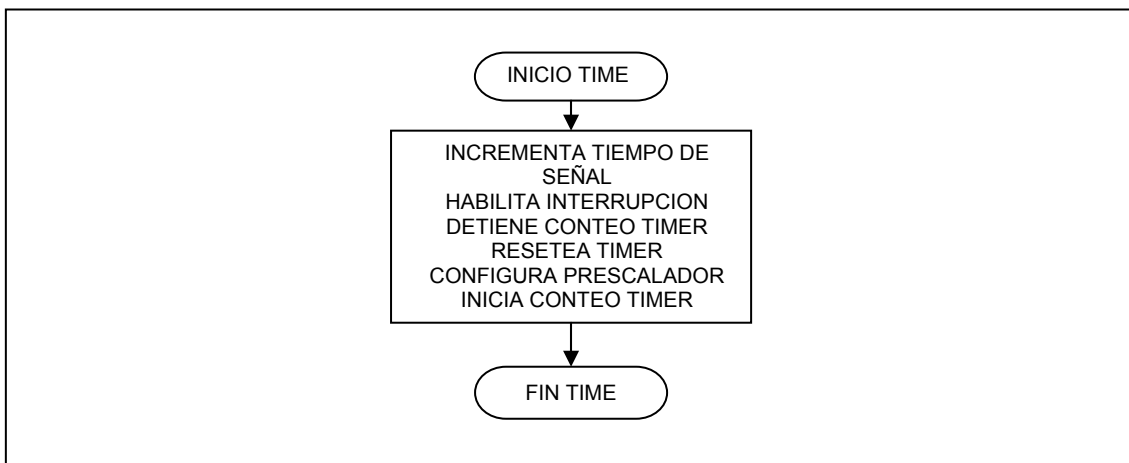 INICIO TIME
INCREMENTA TIEMPO DE
SEÑAL
HABILITA INTERRUPCION
DETIENE CONTEO TIMER
RESETEA TIMER
CONFIGURA PRESCALADOR
INICIA CONTEO TIMER
FIN TIME